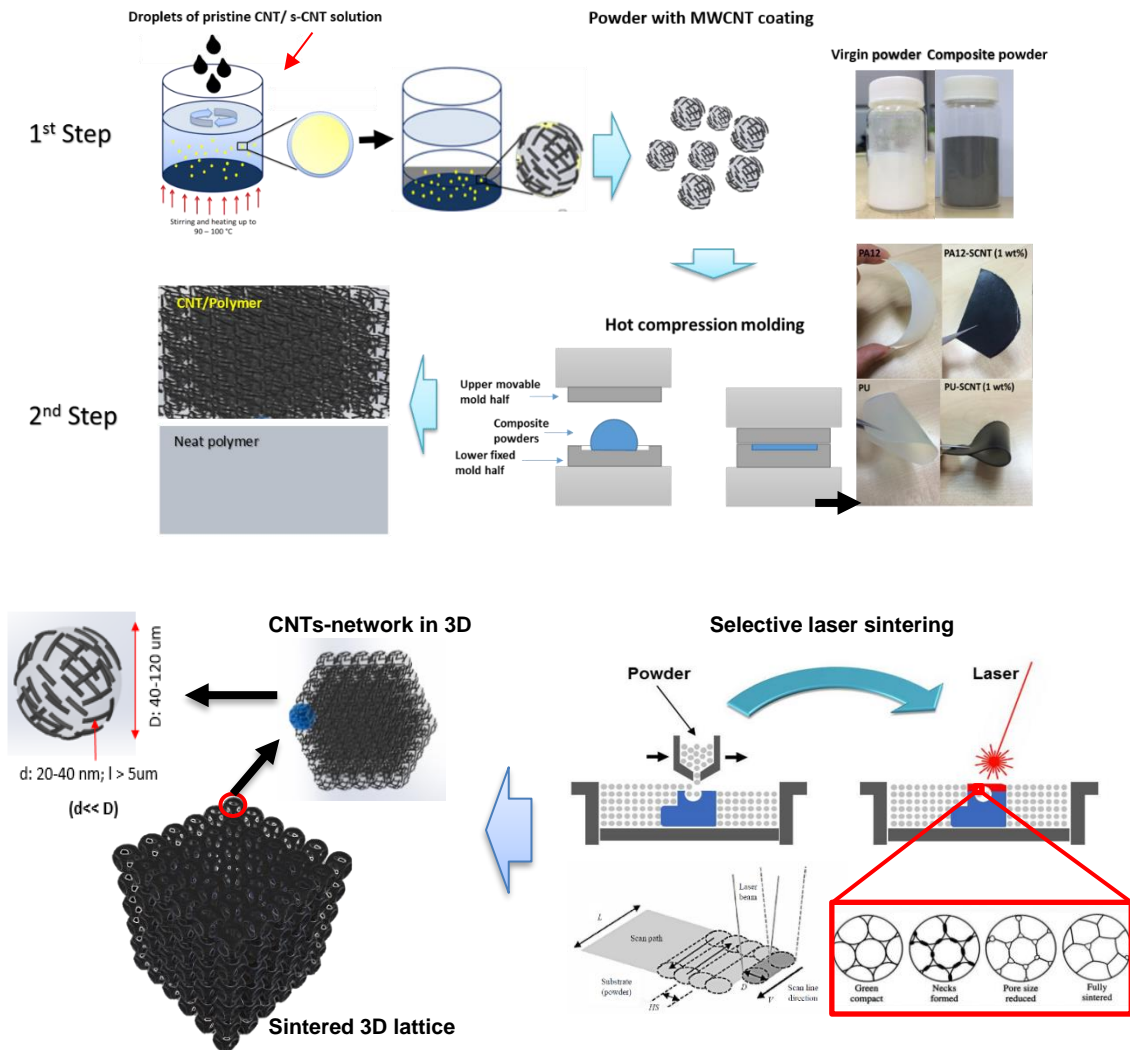 Droplets of pristine CNT/ s-CNT solution
Powder with MWCNT coating
Virgin powder Composite powder
1st Step
Stirring and heating up to
90 – 100 °C
PA12
PA12-SCNT (1 wt%)
CNT/Polymer
Hot compression molding
Upper movable
mold half
PU
PU-SCNT (1 wt%)
2nd Step
Composite
powders
Neat polymer
Lower fixed
mold half
CNTs-network in 3D
Selective laser sintering
D: 40-120 um
Powder
Laser
d: 20-40 nm; l > 5um
(d<< D)
Laser
beam
L
Scan path
Substrate
(powder)
D
HS
V
Scan line
direction
Green
compact
Necks
formed
Pore size
reduced
Fully
sintered
Sintered 3D lattice